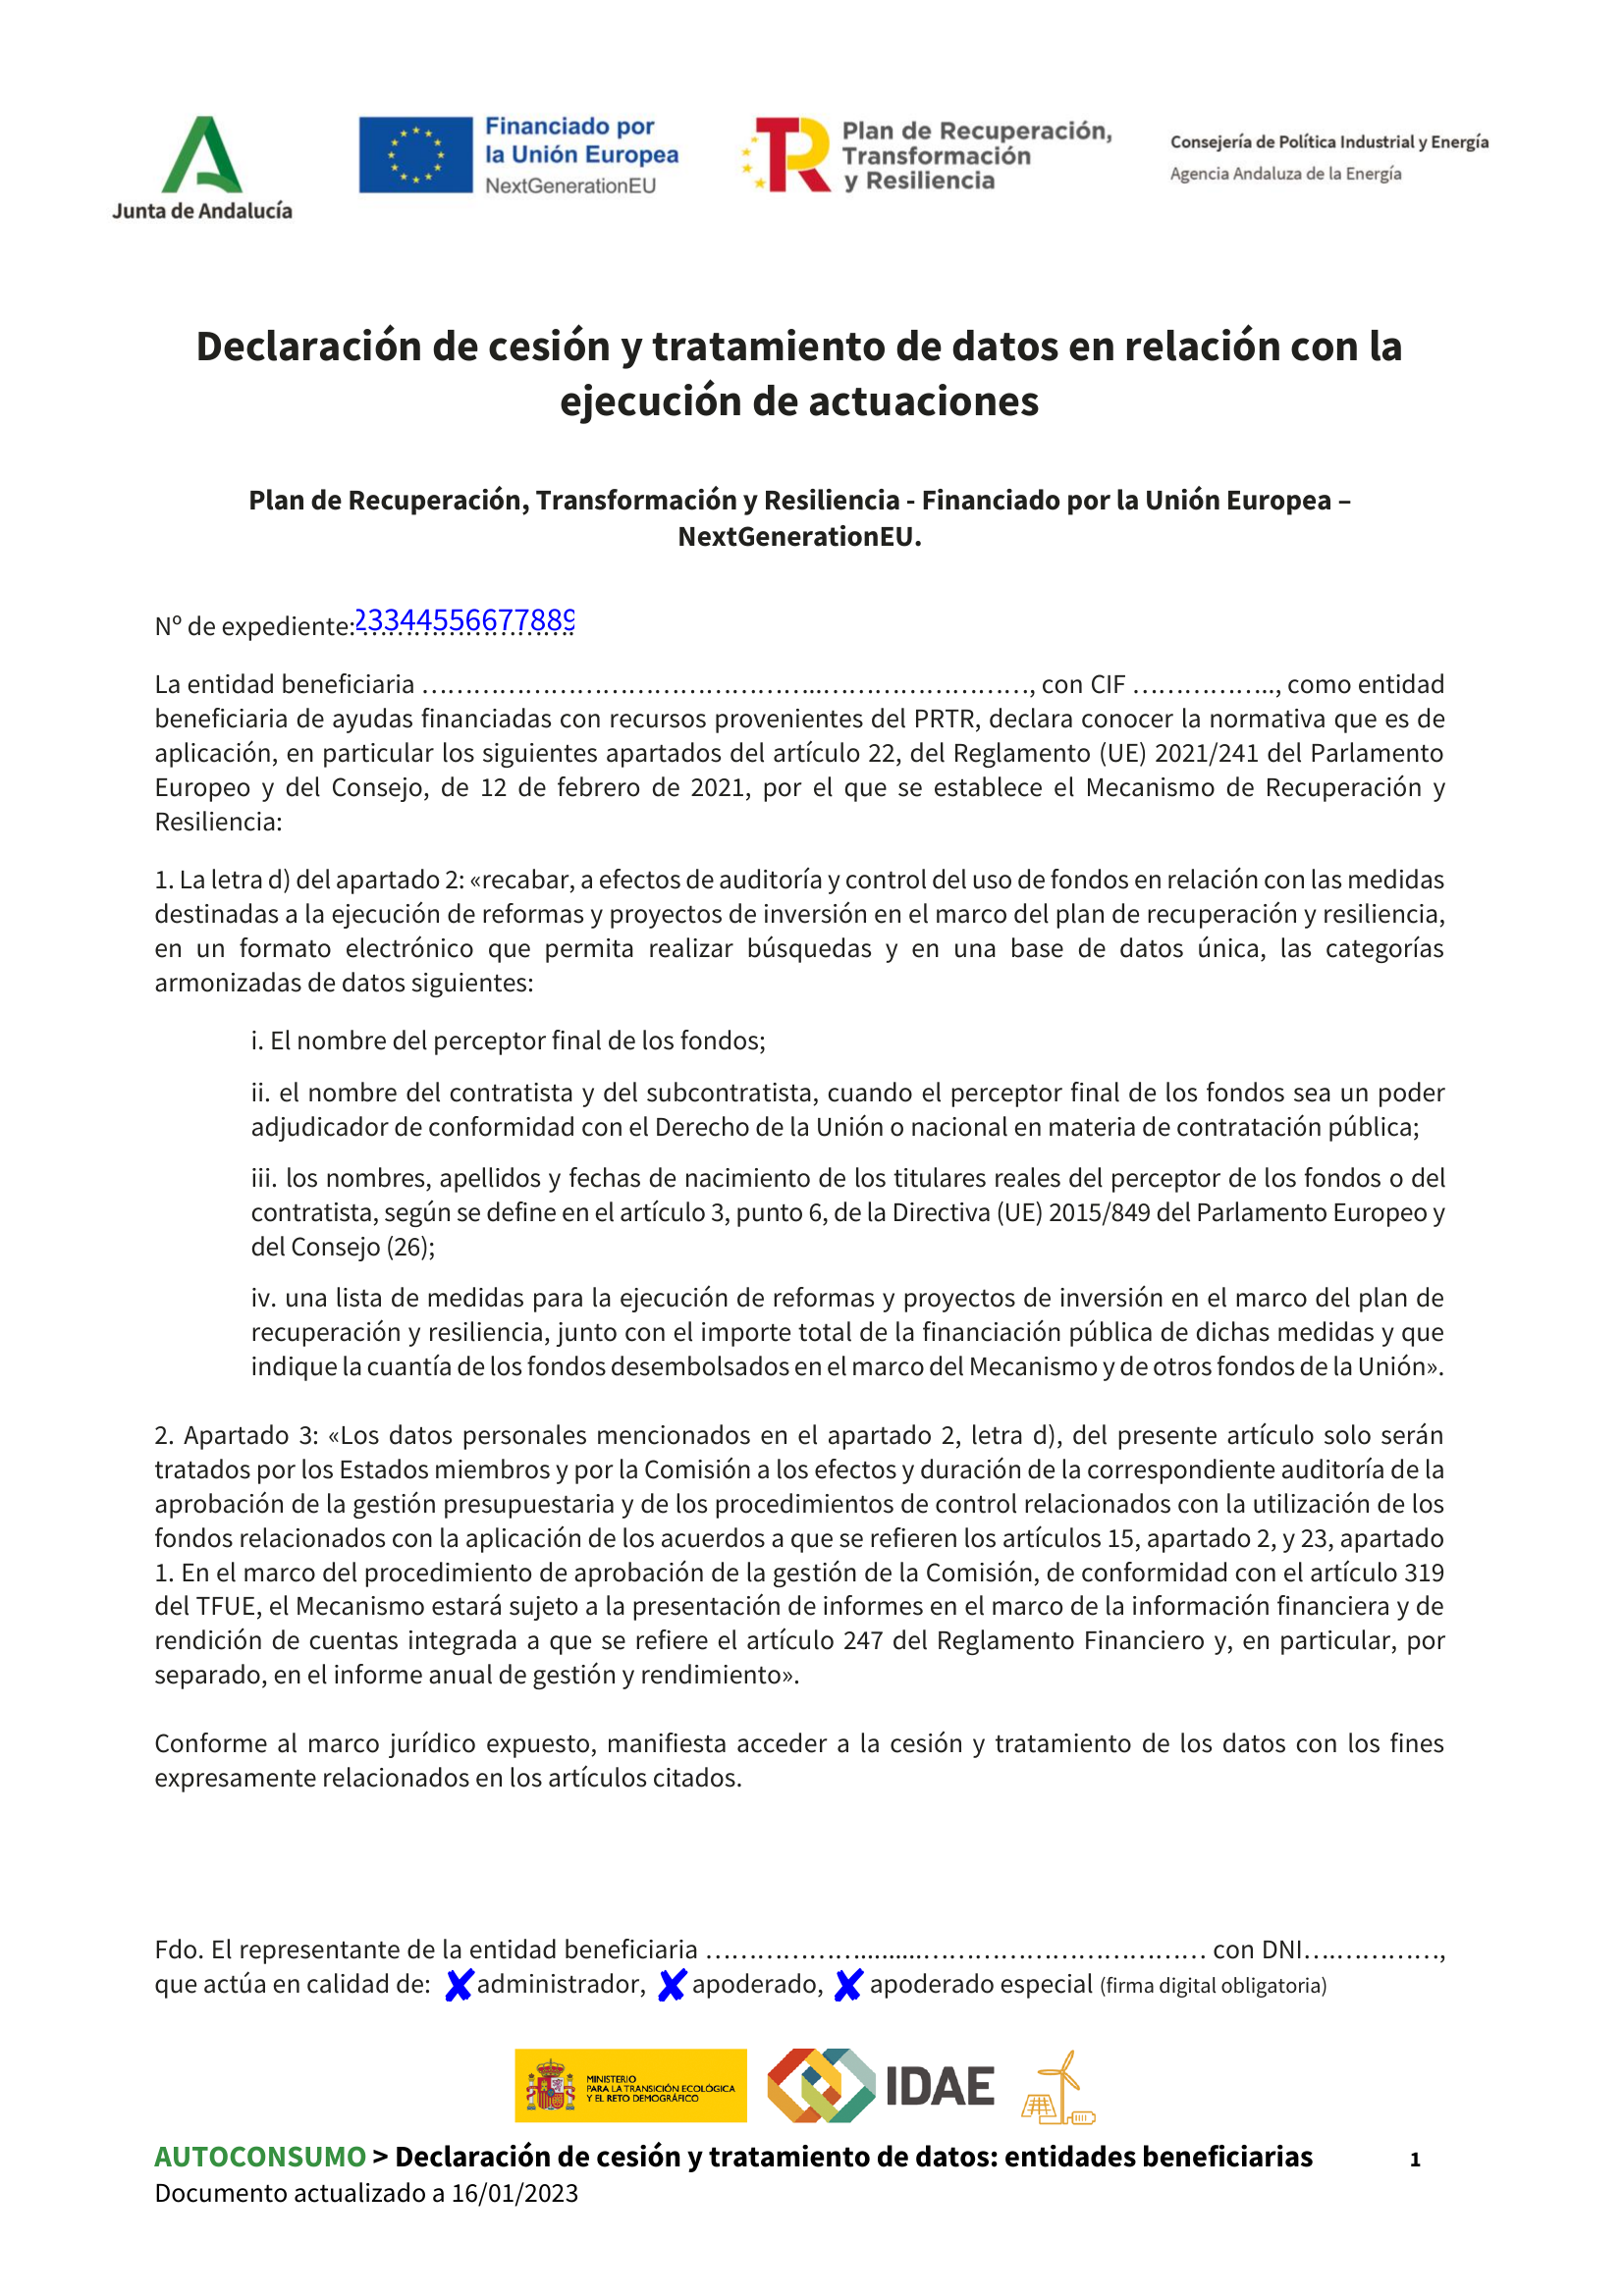 Junta de Andalucía
Financiado por
la Unión Europea
NextGenerationEU
Plan de Recuperación,
Transformación
y Resiliencia
Consejería de Política Industrial y Energía
Agencia Andaluza de la Energía
Declaración de cesión y tratamiento de datos en relación con la
ejecución de actuaciones
Plan de Recuperación, Transformación y Resiliencia - Financiado por la Unión Europea –
NextGenerationEU.
Nº de expediente: 23344556677889
La entidad beneficiaria ………………………………………………..…………………………, con CIF ……………..., como entidad
beneficiaria de ayudas financiadas con recursos provenientes del PRTR, declara conocer la normativa que es de
aplicación, en particular los siguientes apartados del artículo 22, del Reglamento (UE) 2021/241 del Parlamento
Europeo y del Consejo, de 12 de febrero de 2021, por el que se establece el Mecanismo de Recuperación y
Resiliencia:
1. La letra d) del apartado 2: «recabar, a efectos de auditoría y control del uso de fondos en relación con las medidas
destinadas a la ejecución de reformas y proyectos de inversión en el marco del plan de recuperación y resiliencia,
en un formato electrónico que permita realizar búsquedas y en una base de datos única, las categorías
armonizadas de datos siguientes:
i. El nombre del perceptor final de los fondos;
ii. el nombre del contratista y del subcontratista, cuando el perceptor final de los fondos sea un poder
adjudicador de conformidad con el Derecho de la Unión o nacional en materia de contratación pública;
iii. los nombres, apellidos y fechas de nacimiento de los titulares reales del perceptor de los fondos o del
contratista, según se define en el artículo 3, punto 6, de la Directiva (UE) 2015/849 del Parlamento Europeo y
del Consejo (26);
iv. una lista de medidas para la ejecución de reformas y proyectos de inversión en el marco del plan de
recuperación y resiliencia, junto con el importe total de la financiación pública de dichas medidas y que
indique la cuantía de los fondos desembolsados en el marco del Mecanismo y de otros fondos de la Unión».
2. Apartado 3: «Los datos personales mencionados en el apartado 2, letra d), del presente artículo solo serán
tratados por los Estados miembros y por la Comisión a los efectos y duración de la correspondiente auditoría de la
aprobación de la gestión presupuestaria y de los procedimientos de control relacionados con la utilización de los
fondos relacionados con la aplicación de los acuerdos a que se refieren los artículos 15, apartado 2, y 23, apartado
1. En el marco del procedimiento de aprobación de la gestión de la Comisión, de conformidad con el artículo 319
del TFUE, el Mecanismo estará sujeto a la presentación de informes en el marco de la información financiera y de
rendición de cuentas integrada a que se refiere el artículo 247 del Reglamento Financiero y, en particular, por
separado, en el informe anual de gestión y rendimiento».
Conforme al marco jurídico expuesto, manifiesta acceder a la cesión y tratamiento de los datos con los fines
expresamente relacionados en los artículos citados.
Fdo. El representante de la entidad beneficiaria ………………..........………………………………… con DNI….…………,
que actúa en calidad de: ✘ administrador, ✘ apoderado, ✘ apoderado especial (firma digital obligatoria)
MINISTERIO
PARA LA TRANSICIÓN ECOLÓGICA
Y EL RETO DEMOGRÁFICO
IDAE
AUTOCONSUMO > Declaración de cesión y tratamiento de datos: entidades beneficiarias 1
Documento actualizado a 16/01/2023